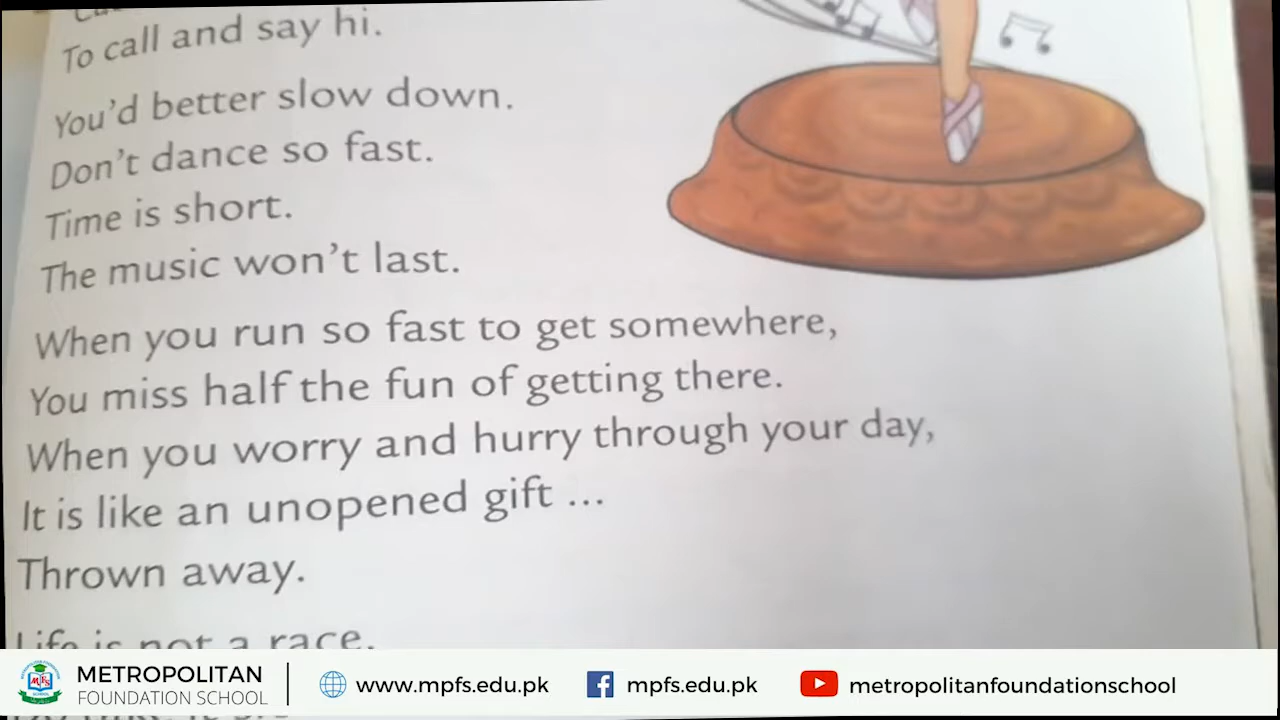 To call and say hi.
You'd better slow down.
Don't dance so fast.
Time is short.
The music won't last.
When you run so fast to get somewhere,
You miss half the fun of getting there.
When you worry and hurry through your day,
It is like an unopened gift ...
Thrown away.
Life is not a race.
METROPOLITAN
FOUNDATION SCHOOL
www.mpfs.edu.pk
mpfs.edu.pk
metropolitanfoundationschool